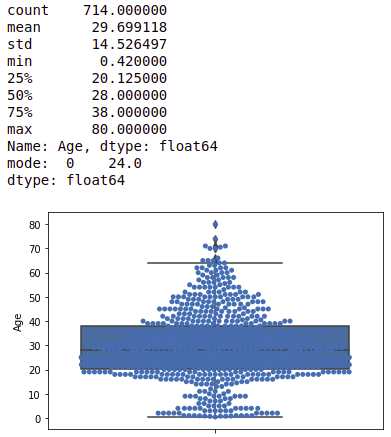 count    714.000000
mean      29.699118
std       14.526497
min        0.420000
25%       20.125000
50%       28.000000
75%       38.000000
max       80.000000
Name: Age, dtype: float64
mode:  0    24.0
dtype: float64
80
70
60
50
40
30
20
10
0
Age